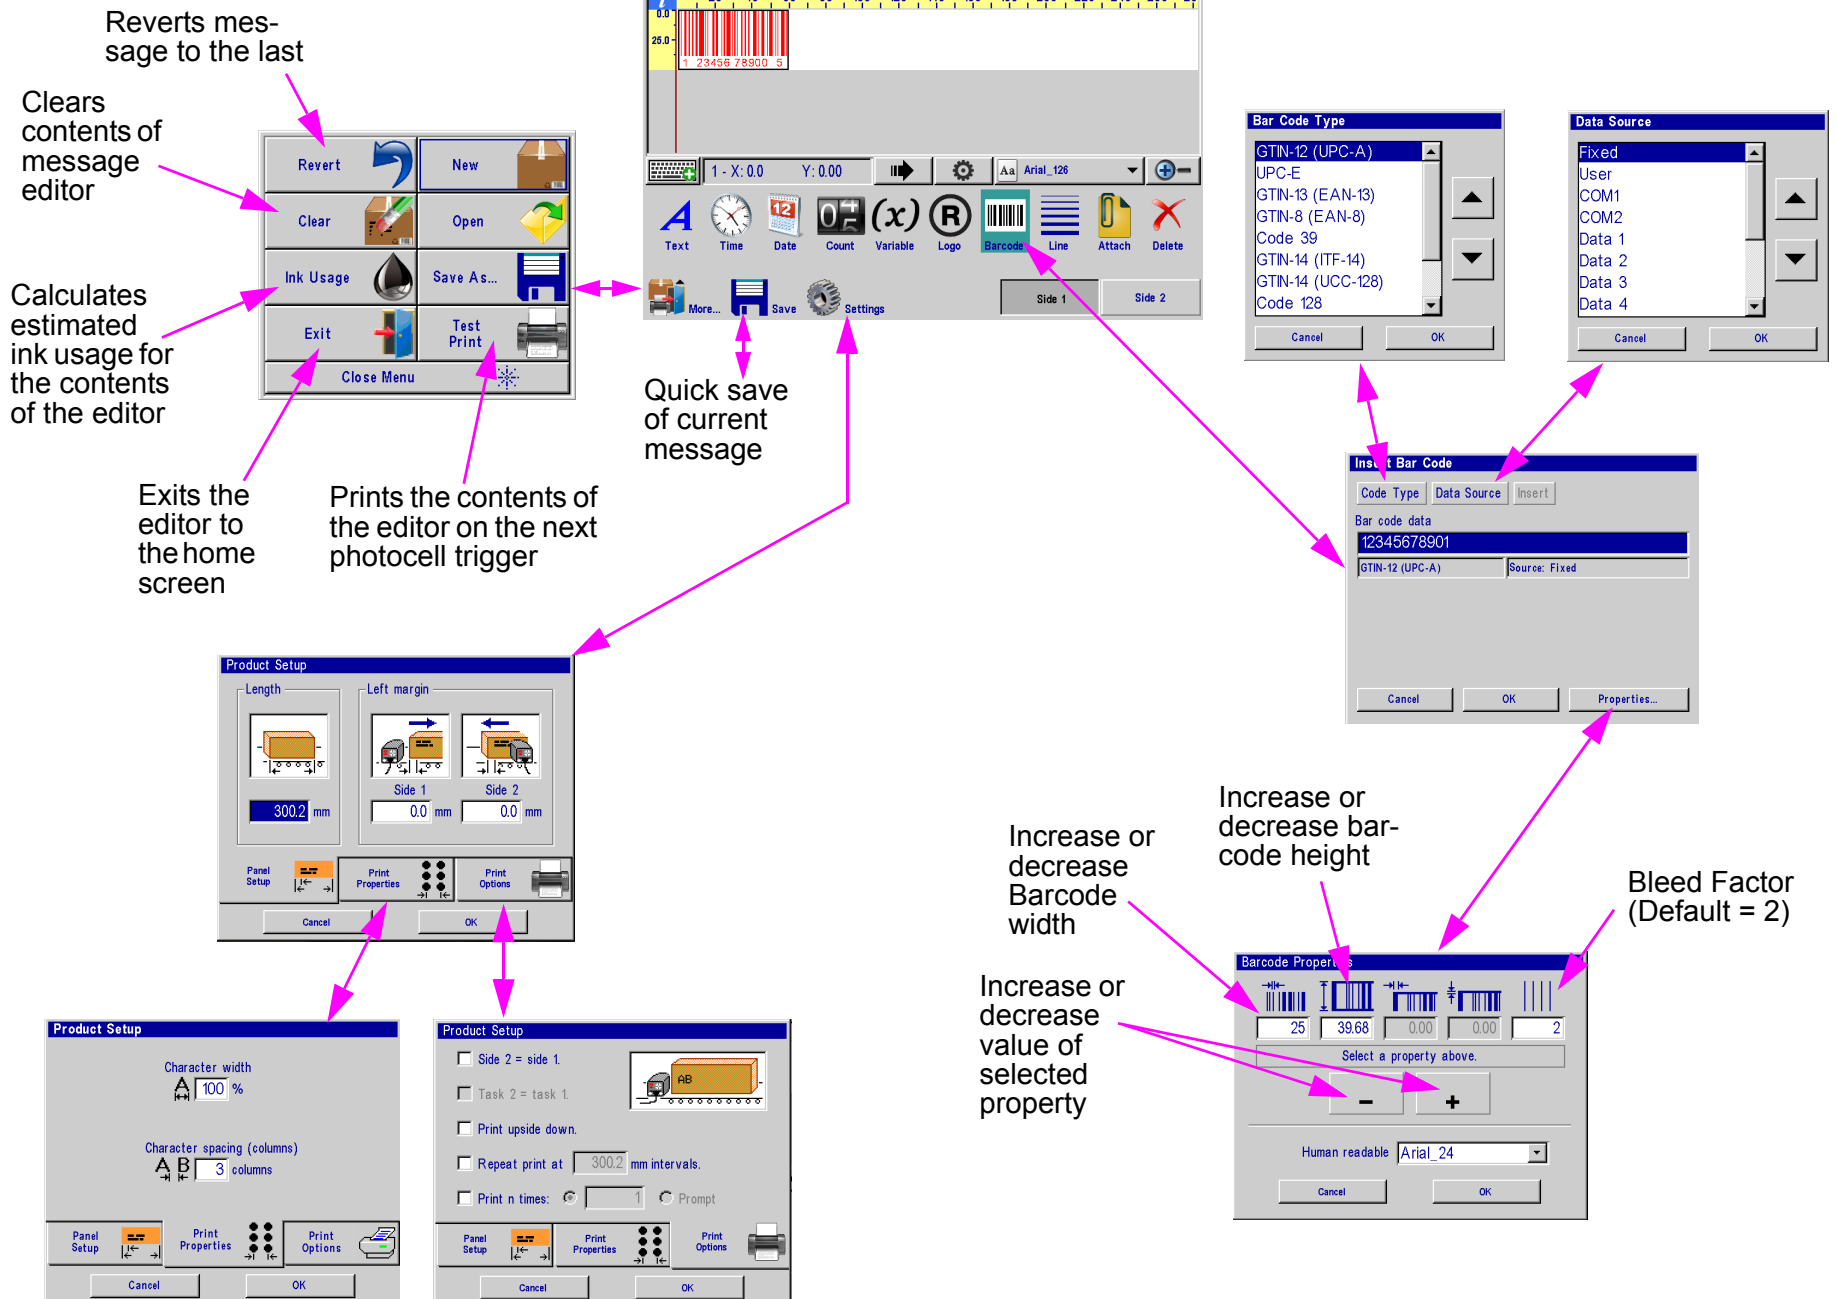 Reverts mes-
sage to the last
Clears
contents of
message
editor
Calculates
estimated
ink usage for
the contents
of the editor
Exits the
editor to
the home
screen
Prints the contents of
the editor on the next
photocell trigger
Revert
New
Clear
Open
Ink Usage
Save As...
Exit
Test
Print
Close Menu
0.0
25.0
1 23456 78900 5
1 - X: 0.0 Y: 0.00
Aa Arial_126
Text
Time
12
Date
Count
(x)
Variable
R
Logo
Barcode
Line
Attach
Delete
More...
Save
Settings
Side 1
Side 2
Quick save
of current
message
Bar Code Type
GTIN-12 (UPC-A)
UPC-E
GTIN-13 (EAN-13)
GTIN-8 (EAN-8)
Code 39
GTIN-14 (ITF-14)
GTIN-14 (UCC-128)
Code 128
Cancel
OK
Data Source
Fixed
User
COM1
COM2
Data 1
Data 2
Data 3
Data 4
Cancel
OK
Code Type
Data Source
Insert
Bar code data
12345678901
GTIN-12 (UPC-A)
Source: Fixed
Cancel
OK
Properties...
Product Setup
Length
Left margin
Side 1
Side 2
300.2 mm
0.0 mm
0.0 mm
Panel
Setup
Print
Properties
Print
Options
Cancel
OK
Product Setup
Character width
A 100 %
Character spacing (columns)
A B 3 columns
Panel
Setup
Print
Properties
Print
Options
Cancel
OK
Product Setup
Side 2 = side 1.
AB
Task 2 = task 1.
Print upside down.
Repeat print at 300.2 mm intervals.
Print n times: 1 Prompt
Panel
Setup
Print
Properties
Print
Options
Cancel
OK
Increase or
decrease
Barcode
width
Increase or
decrease bar-
code height
Bleed Factor
(Default = 2)
Increase or
decrease
value of
selected
property
Barcode Properties
25
39.68
0.00
0.00
2
Select a property above.
- +
Human readable Arial_24
Cancel
OK